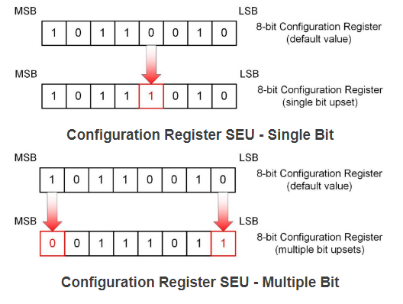 MSB LSB
1 0 1 1 0 0 1 0 8-bit Configuration Register
(default value)
MSB LSB
1 0 1 1 1 0 1 0 8-bit Configuration Register
(single bit upset)
Configuration Register SEU - Single Bit
MSB LSB
1 0 1 1 0 0 1 0 8-bit Configuration Register
(default value)
MSB LSB
0 0 1 1 1 0 1 1 8-bit Configuration Register
(multiple bit upsets)
Configuration Register SEU - Multiple Bit